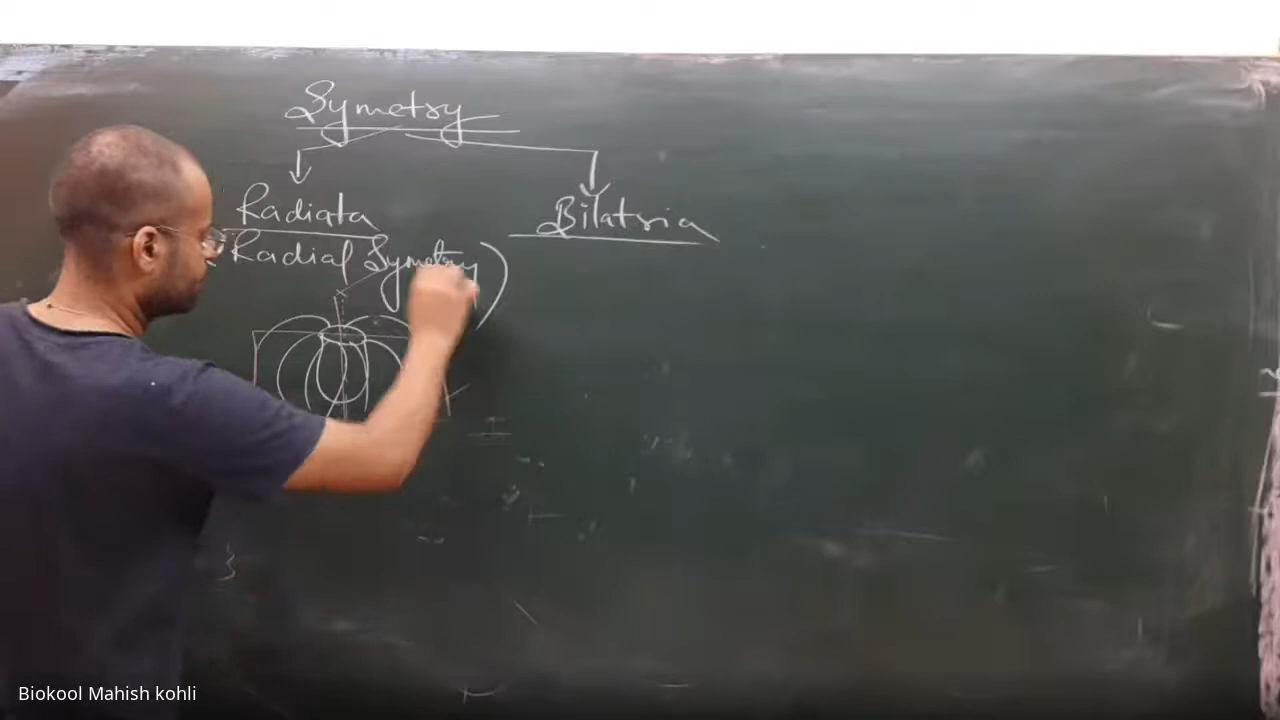 Symetry
Radiata
Bilatria
Radial Symetry)
Biokool Mahish kohli